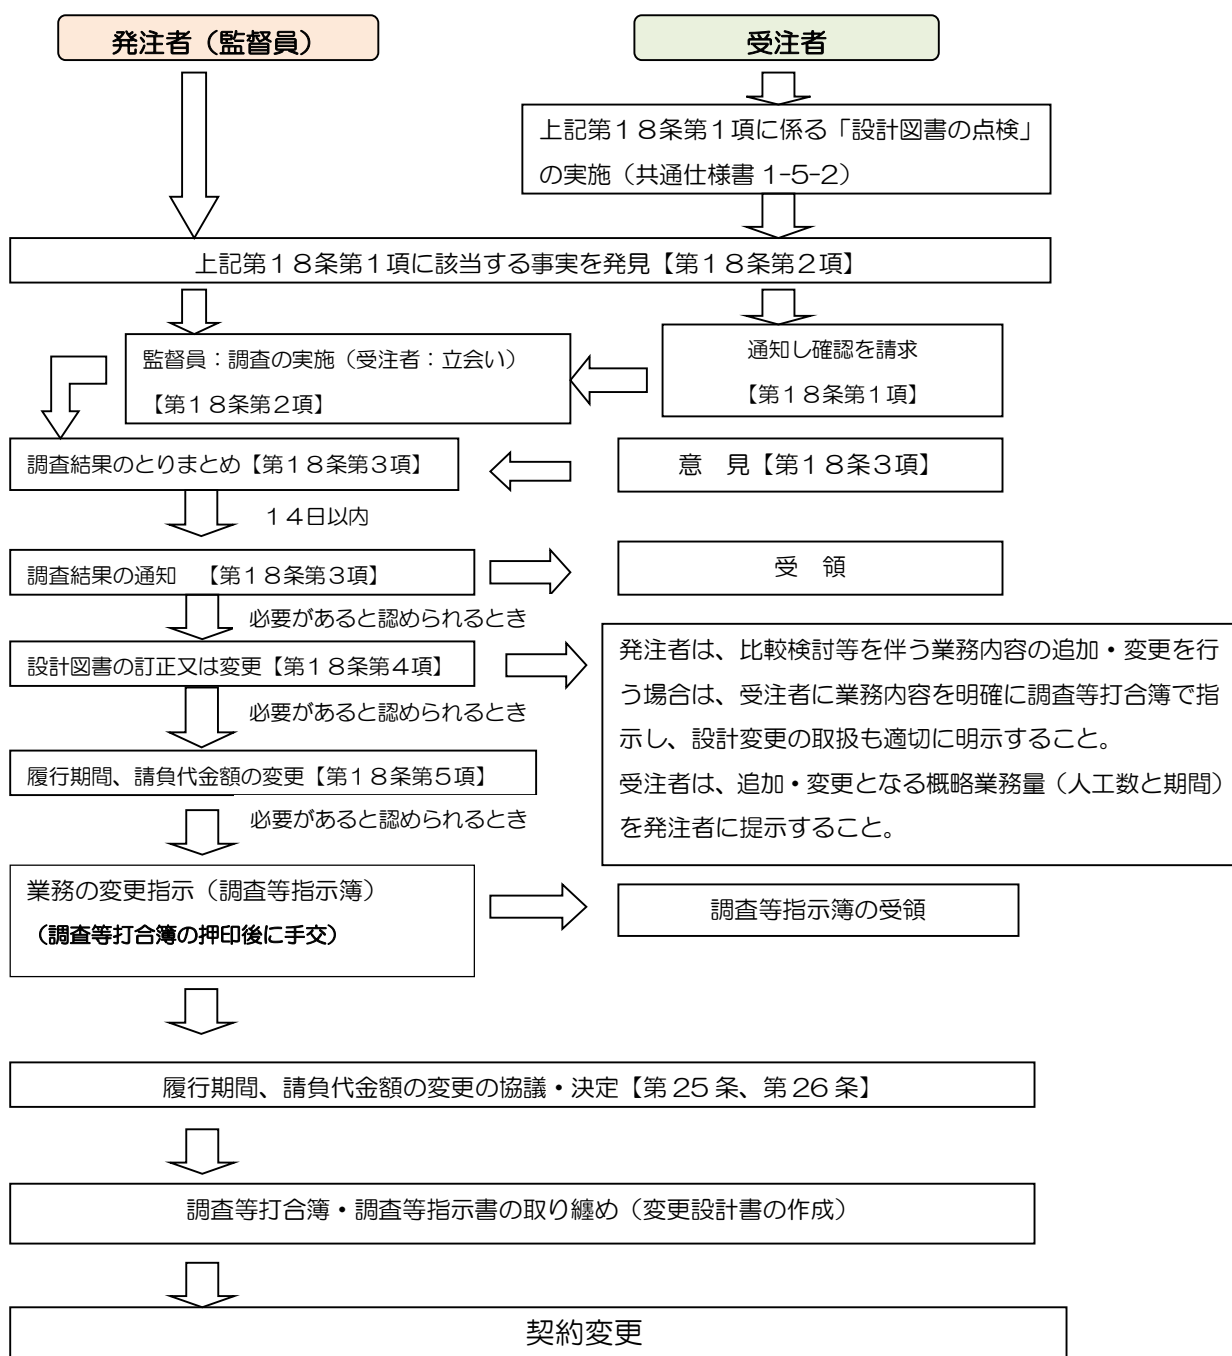 発注者（監督員）
受注者
上記第１８条第１項に係る「設計図書の点検」
の実施（共通仕様書 1-5-2）
上記第１８条第１項に該当する事実を発見【第１８条第２項】
監督員：調査の実施（受注者：立会い）
【第１８条第２項】
通知し確認を請求
【第１８条第１項】
調査結果のとりまとめ【第１８条第３項】
意　見【第１８条３項】
１４日以内
調査結果の通知　【第１８条第３項】
受　領
必要があると認められるとき
設計図書の訂正又は変更【第１８条第４項】
発注者は、比較検討等を伴う業務内容の追加・変更を行
う場合は、受注者に業務内容を明確に調査等打合簿で指
示し、設計変更の取扱も適切に明示すること。
受注者は、追加・変更となる概略業務量（人工数と期間）
を発注者に提示すること。
必要があると認められるとき
履行期間、請負代金額の変更【第１８条第５項】
必要があると認められるとき
業務の変更指示（調査等指示簿）
（調査等打合簿の押印後に手交）
調査等指示簿の受領
履行期間、請負代金額の変更の協議・決定【第 25 条、第 26 条】
調査等打合簿・調査等指示書の取り纏め（変更設計書の作成）
契約変更